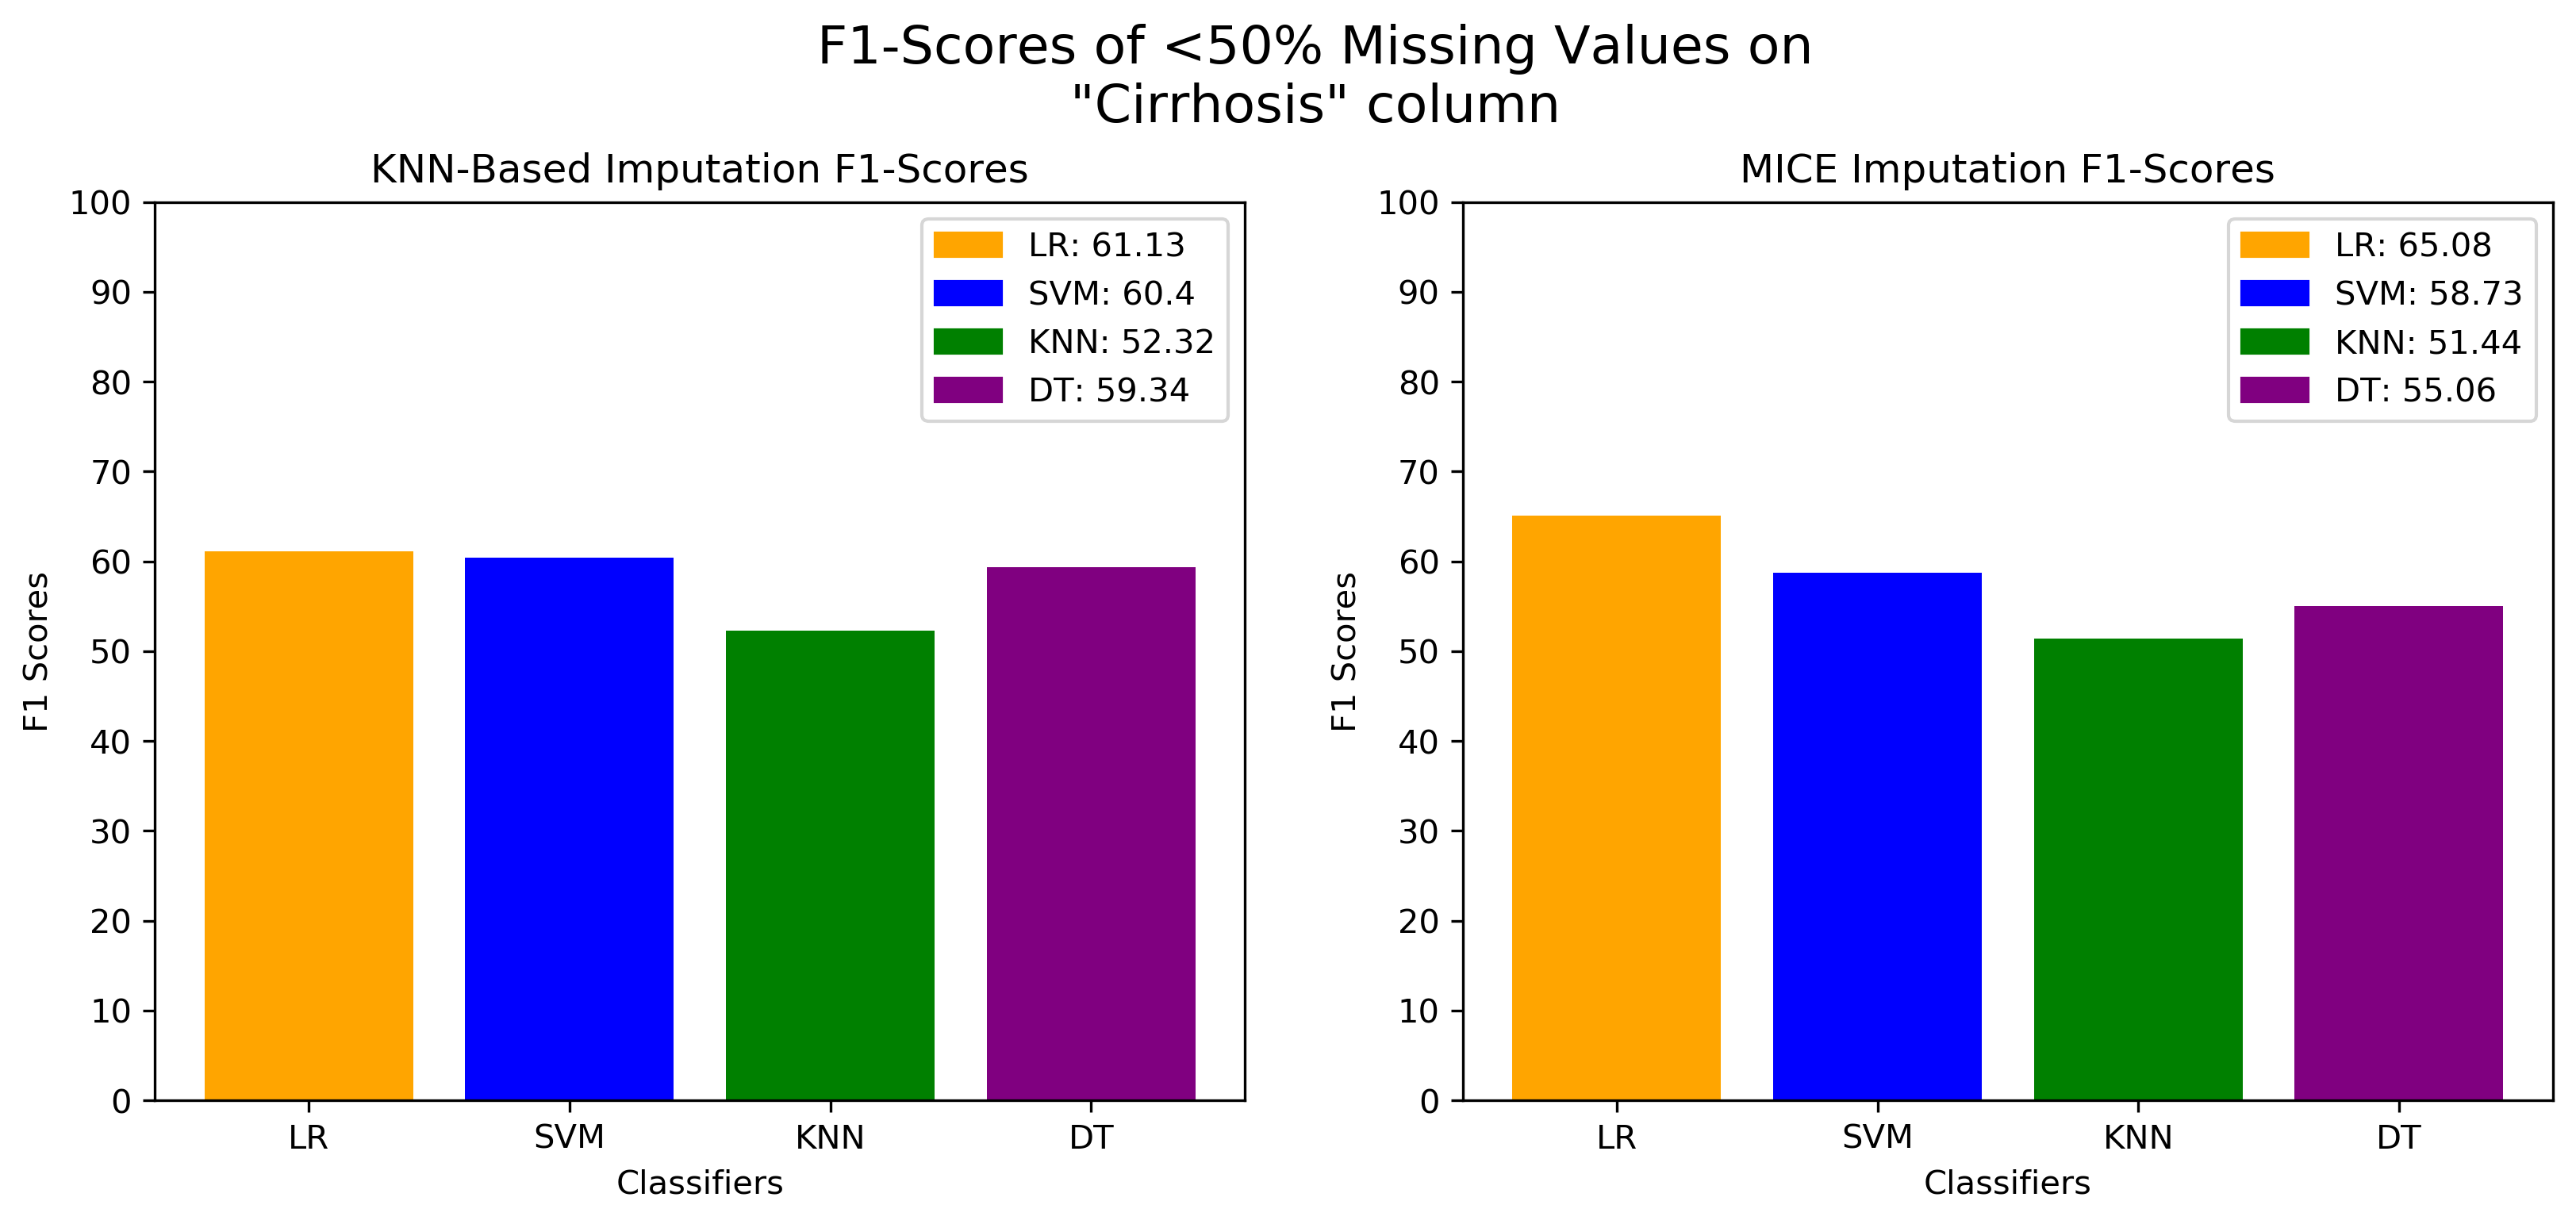 F1-Scores of <50% Missing Values on
"Cirrhosis" column
KNN-Based Imputation F1-Scores
100
90
80
70
60
50
40
30
20
10
0
F1 Scores
LR: 61.13
SVM: 60.4
KNN: 52.32
DT: 59.34
LR SVM KNN DT
Classifiers
MICE Imputation F1-Scores
100
90
80
70
60
50
40
30
20
10
0
F1 Scores
LR: 65.08
SVM: 58.73
KNN: 51.44
DT: 55.06
LR SVM KNN DT
Classifiers